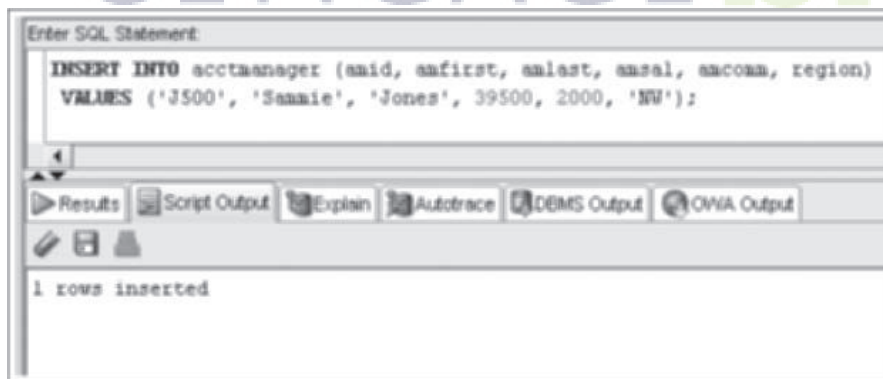 Enter SQL Statement:
INSERT INTO acctmanager (amid, amfirst, amlast, amsal, amcomm, region)
VALUES ('J500', 'Sammie', 'Jones', 39500, 2000, 'NW');
Results Script Output Explain Autotrace DBMS Output OWA Output
1 rows inserted